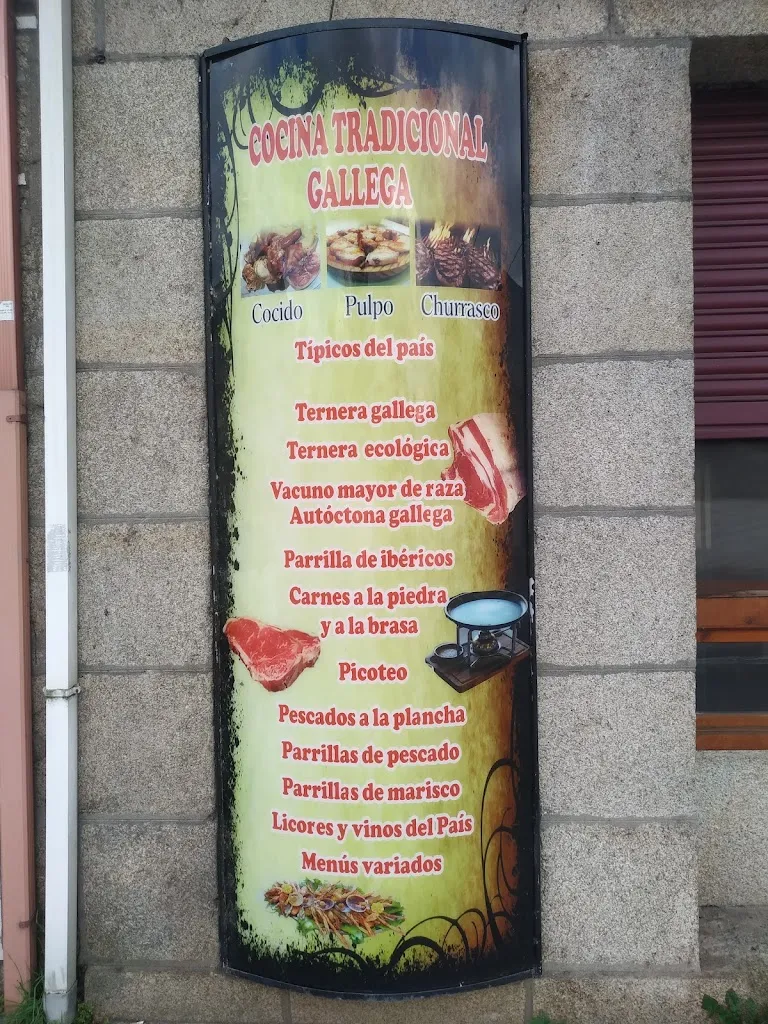 COCINA TRADICIONAL
GALLEGA
Cocido Pulpo Churrasco
Típicos del país
Ternera gallega
Ternera ecológica
Vacuno mayor de raza
Autóctona gallega
Parrilla de ibéricos
Carnes a la piedra
y a la brasa
Picoteo
Pescados a la plancha
Parrillas de pescado
Parrillas de marisco
Licores y vinos del País
Menús variados